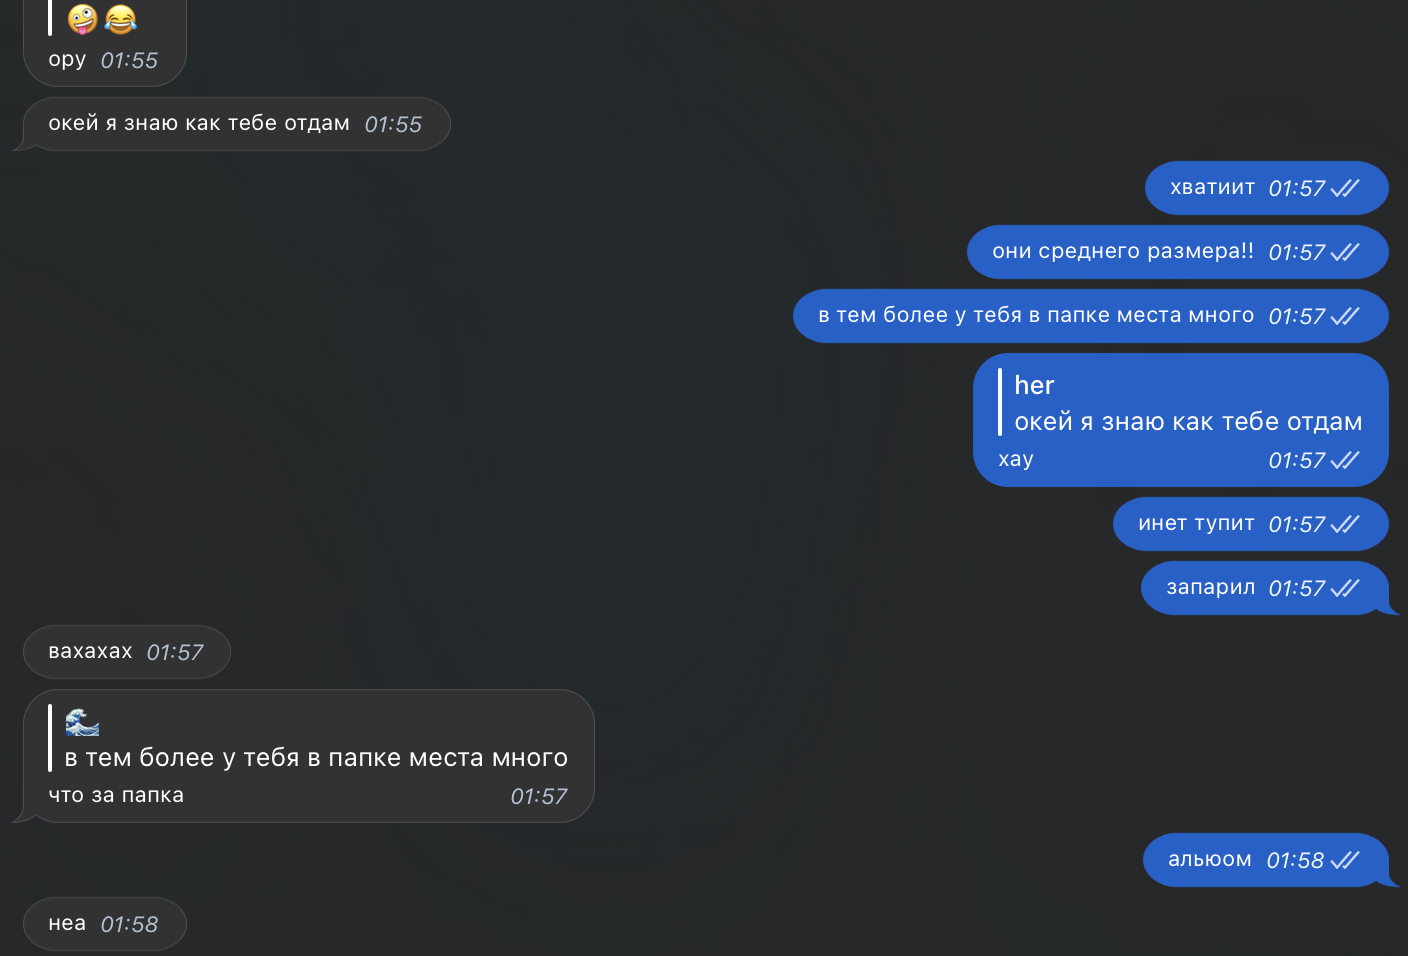 🤪😂
ору 01:55
окей я знаю как тебе отдам 01:55
хватиит 01:57
они среднего размера!! 01:57
в тем более у тебя в папке места много 01:57
her
окей я знаю как тебе отдам
хау 01:57
инет тупит 01:57
запарил 01:57
вахахах 01:57
🌊
в тем более у тебя в папке места много
что за папка 01:57
альюом 01:58
неа 01:58